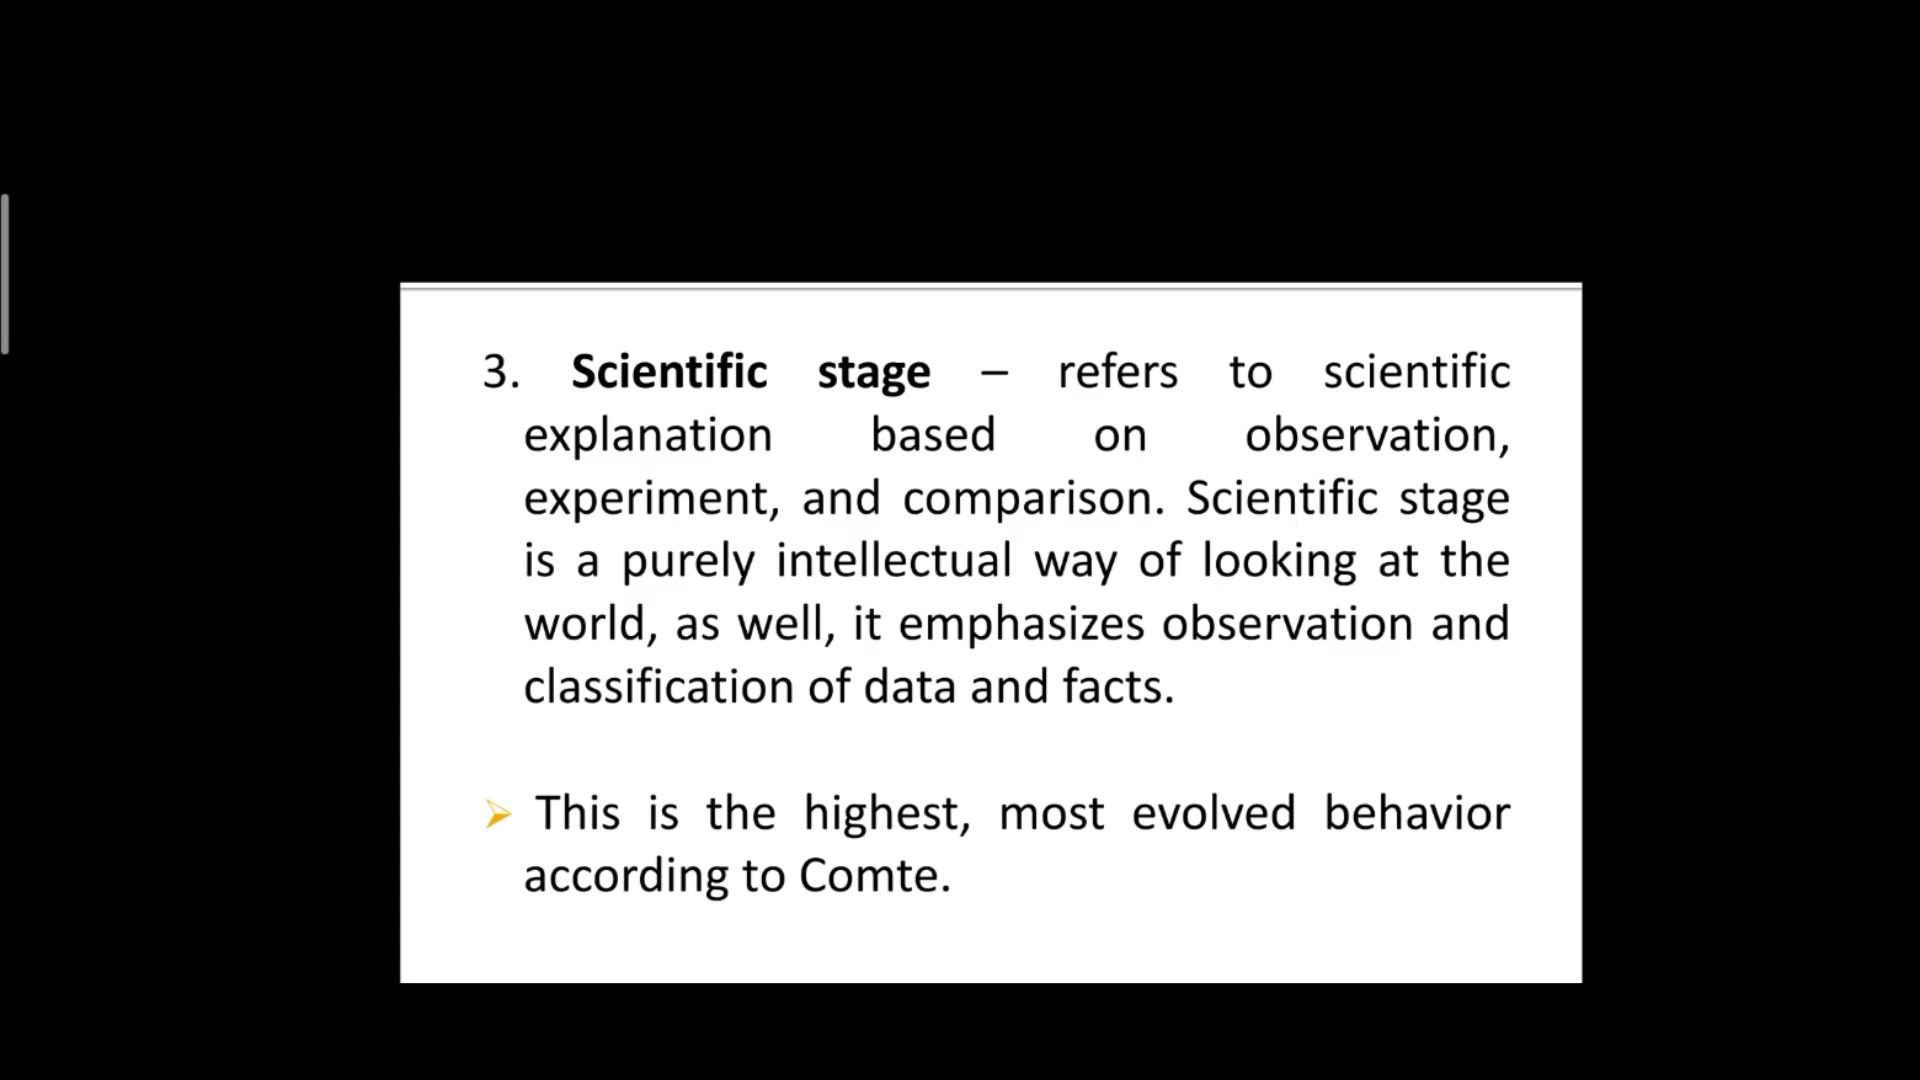 3. Scientific stage – refers to scientific
explanation based on observation,
experiment, and comparison. Scientific stage
is a purely intellectual way of looking at the
world, as well, it emphasizes observation and
classification of data and facts.
➢ This is the highest, most evolved behavior
according to Comte.